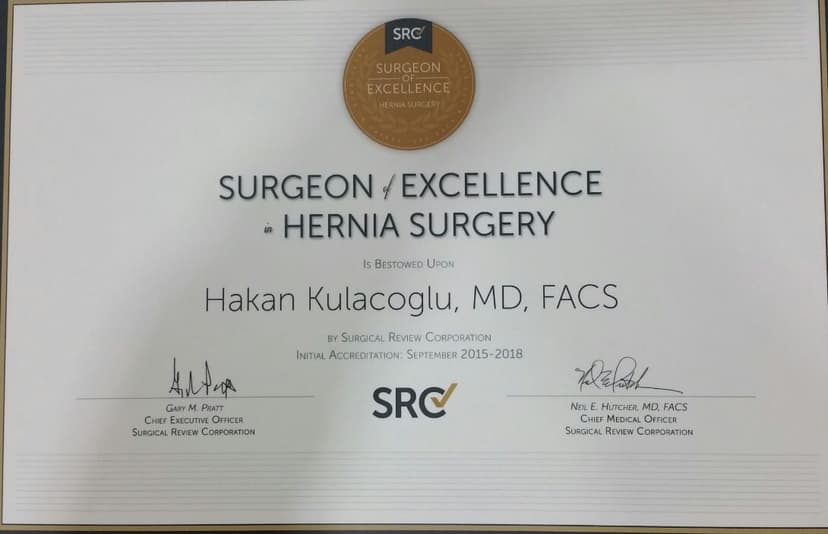 SRC
SURGEON
OF
EXCELLENCE
HERNIA SURGERY
SURGEON of EXCELLENCE
in HERNIA SURGERY
IS BESTOWED UPON
Hakan Kulacoglu, MD, FACS
BY SURGICAL REVIEW CORPORATION
INITIAL ACCREDITATION: SEPTEMBER 2015-2018
GARY M. PRATT
CHIEF EXECUTIVE OFFICER
SURGICAL REVIEW CORPORATION
SRC
NEIL E. HUTCHER, MD, FACS
CHIEF MEDICAL OFFICER
SURGICAL REVIEW CORPORATION